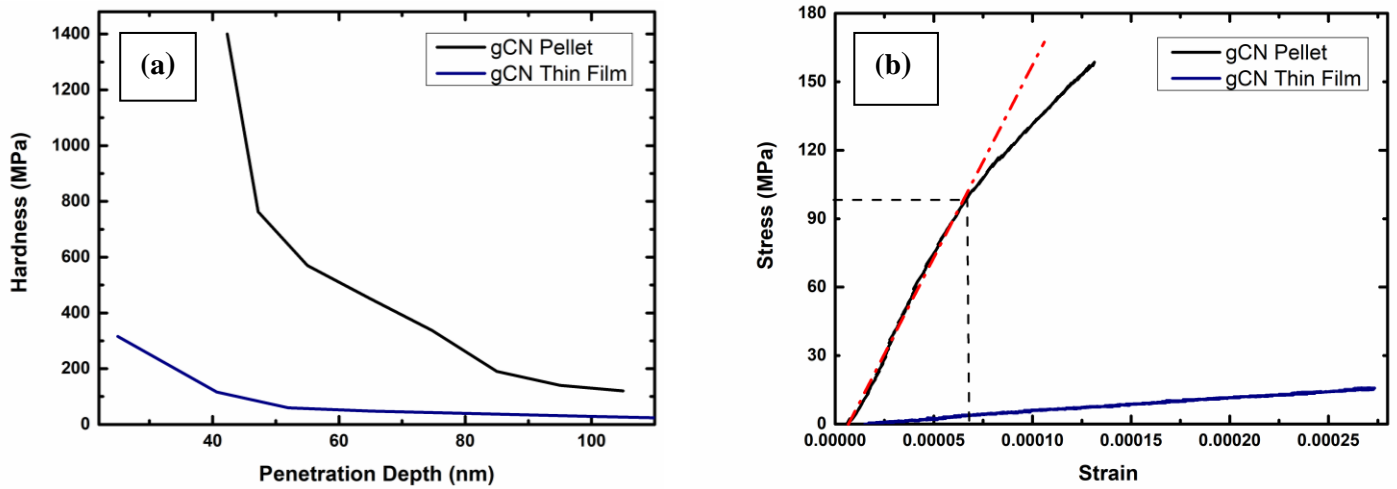 (a)
gCN Pellet
gCN Thin Film
1400
1200
1000
800
600
400
200
0
Hardness (MPa)
40
60
80
100
Penetration Depth (nm)
(b)
gCN Pellet
gCN Thin Film
180
150
120
90
60
30
0
Stress (MPa)
0.00000
0.00005
0.00010
0.00015
0.00020
0.00025
Strain